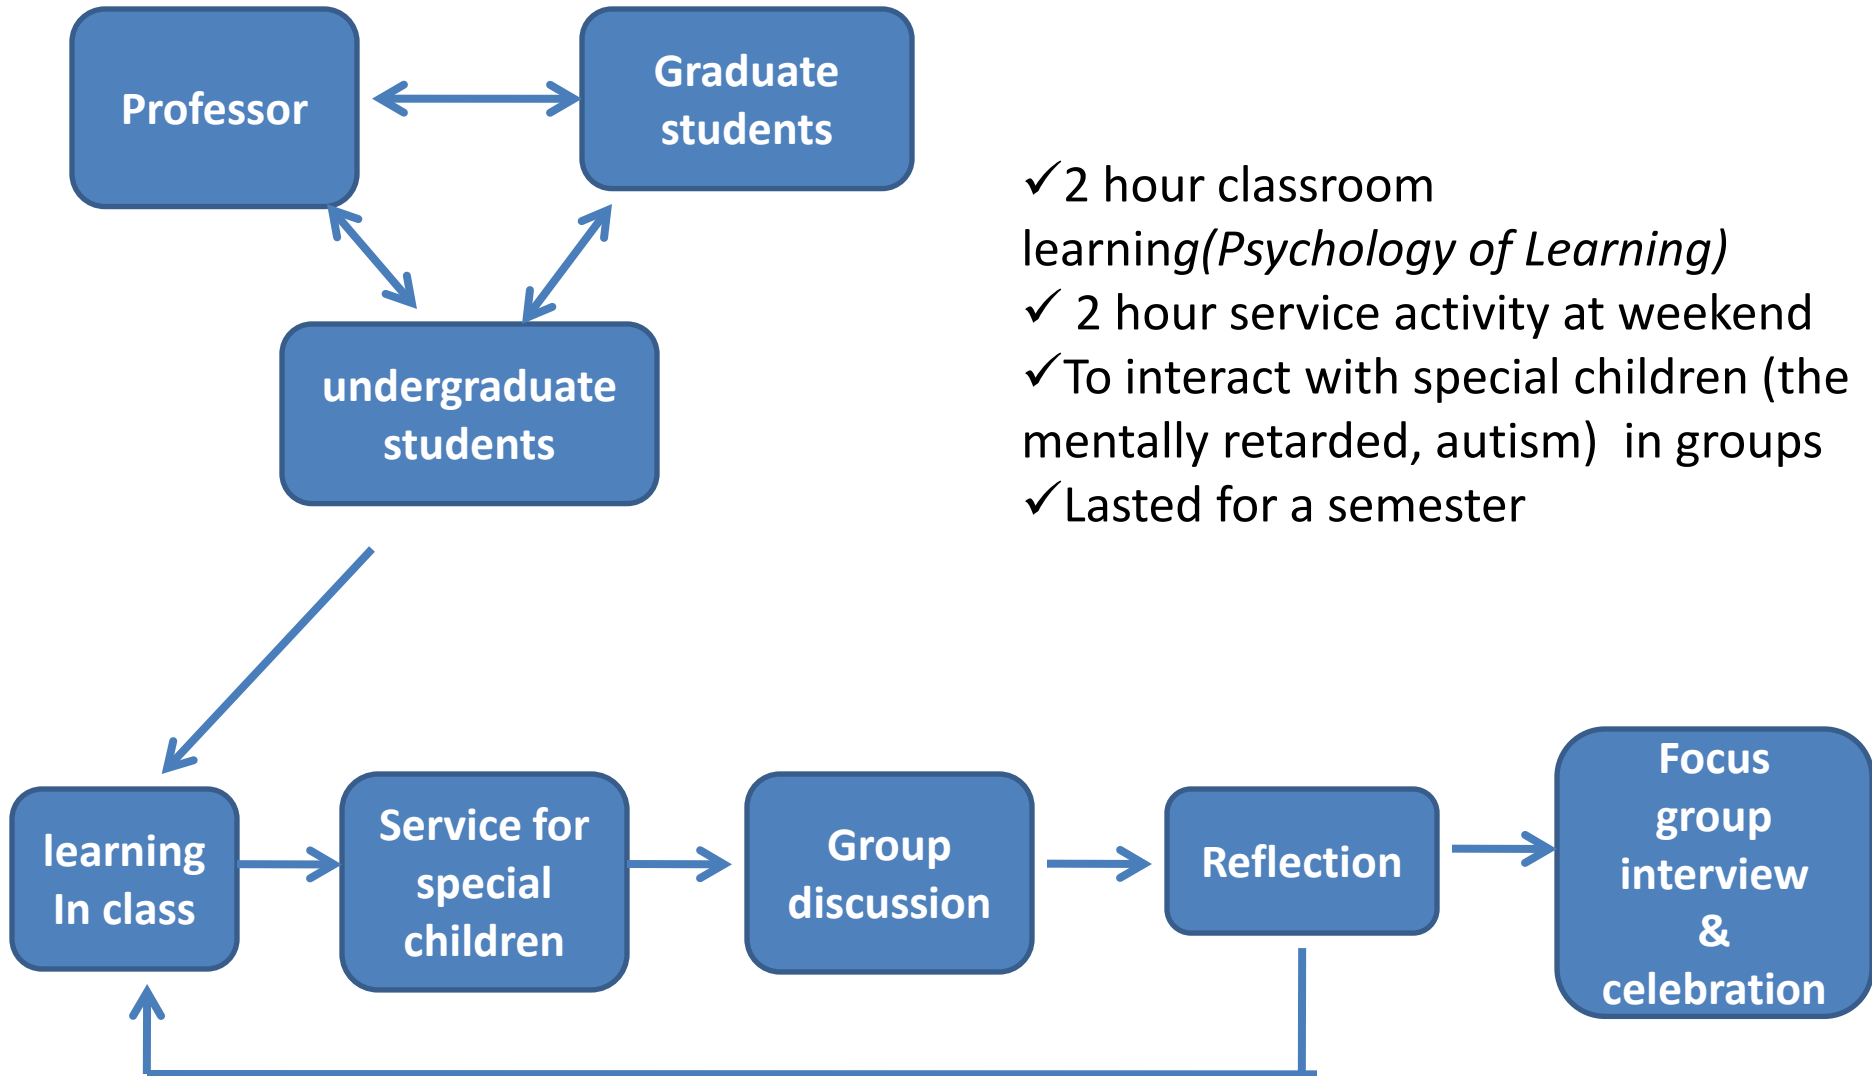 Professor
Graduate
students
undergraduate
students
✓2 hour classroom
learning(Psychology of Learning)
✓ 2 hour service activity at weekend
✓To interact with special children (the
mentally retarded, autism)  in groups
✓Lasted for a semester
learning
In class
Service for
special
children
Group
discussion
Reflection
Focus
group
interview
&
celebration